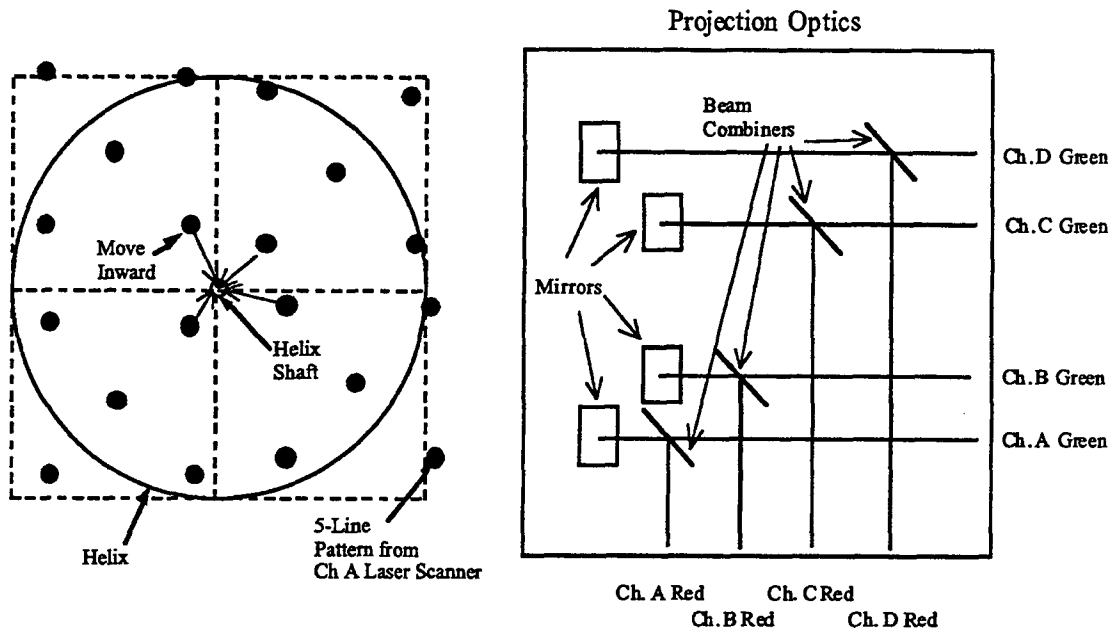 Projection Optics
Move
Inward
Helix
Shaft
Helix
5-Line
Pattern from
Ch A Laser Scanner
Beam
Combiners
Mirrors
Ch. D Green
Ch. C Green
Ch. B Green
Ch. A Green
Ch. A Red
Ch. B Red
Ch. C Red
Ch. D Red